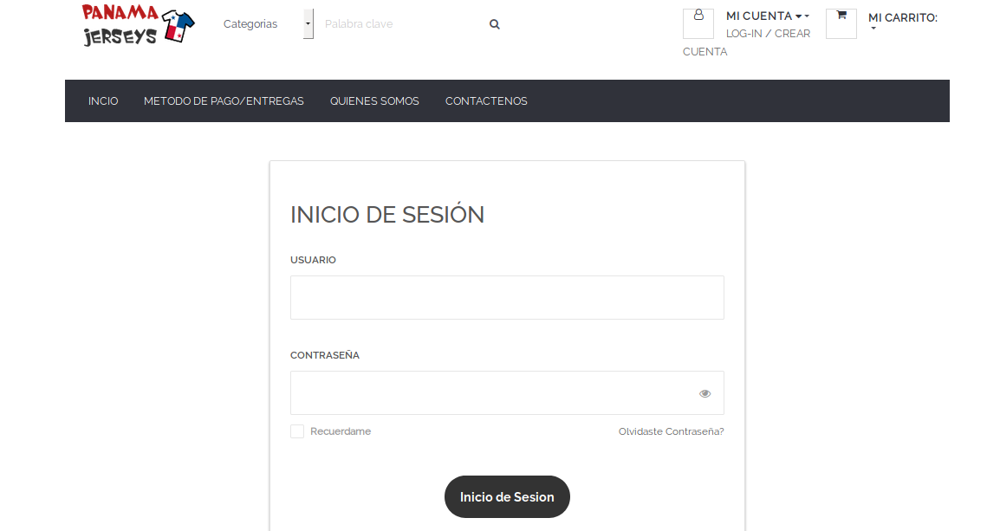 PANAMA
JERSEYS
Categorias
Palabra clave
MI CUENTA
LOG-IN / CREAR
CUENTA
MI CARRITO:
INCIO
METODO DE PAGO/ENTREGAS
QUIENES SOMOS
CONTACTENOS
INICIO DE SESIÓN
USUARIO
CONTRASEÑA
Recuerdame
Olvidaste Contraseña?
Inicio de Sesion